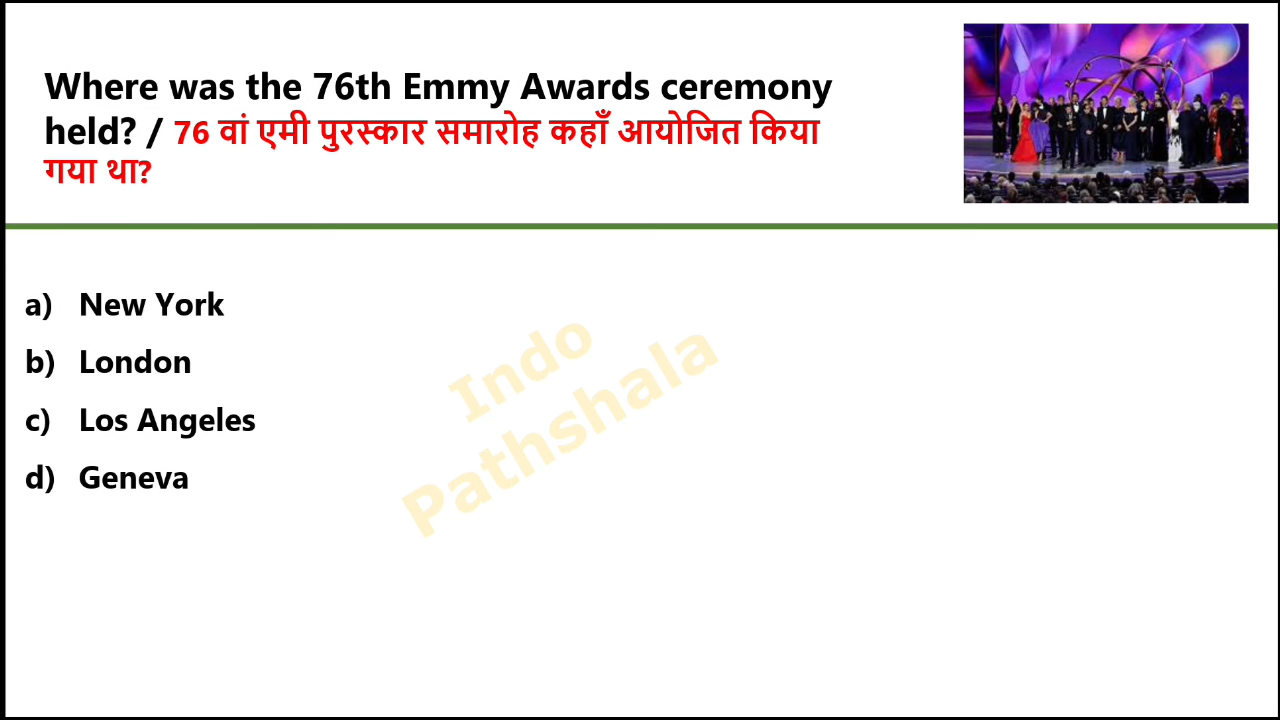 Where was the 76th Emmy Awards ceremony
held? / 76 वां एमी पुरस्कार समारोह कहाँ आयोजित किया
गया था?
a) New York
b) London
c) Los Angeles
d) Geneva
Indo
Pathshala